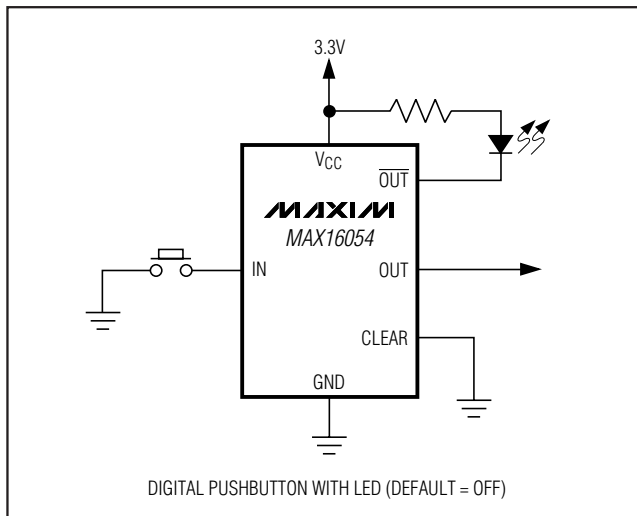 3.3V
VCC
OUT
MAXIM
MAX16054
IN
OUT
CLEAR
GND
DIGITAL PUSHBUTTON WITH LED (DEFAULT = OFF)